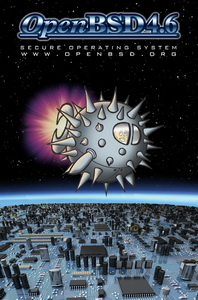 OpenBSD4.6
SECURE OPERATING SYSTEM
WWW.OPENBSD.ORG